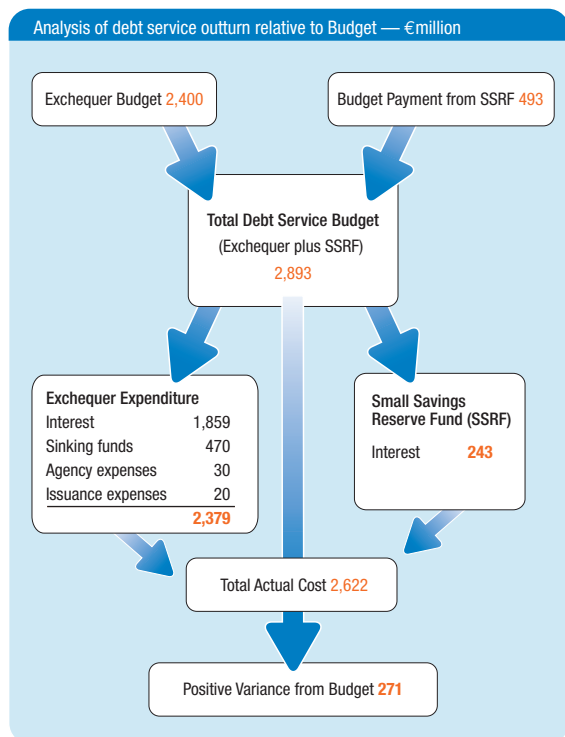 Analysis of debt service outturn relative to Budget — €million
Exchequer Budget 2,400
Budget Payment from SSRF 493
Total Debt Service Budget
(Exchequer plus SSRF)
2,893
Exchequer Expenditure
Interest 1,859
Sinking funds 470
Agency expenses 30
Issuance expenses 20
2,379
Small Savings
Reserve Fund (SSRF)
Interest 243
Total Actual Cost 2,622
Positive Variance from Budget 271